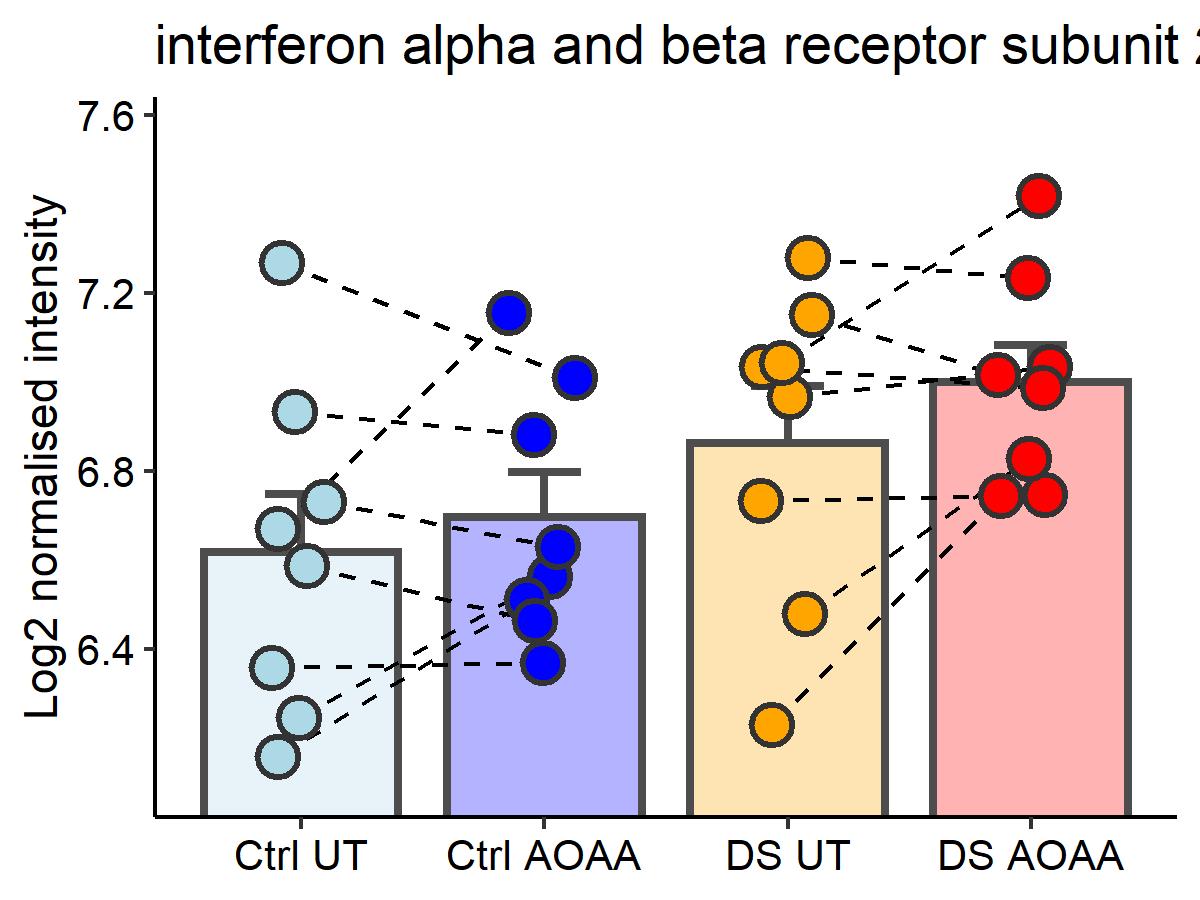 interferon alpha and beta receptor subunit
Log2 normalised intensity
7.6
7.2
6.8
6.4
Ctrl UT
Ctrl AOAA
DS UT
DS AOAA